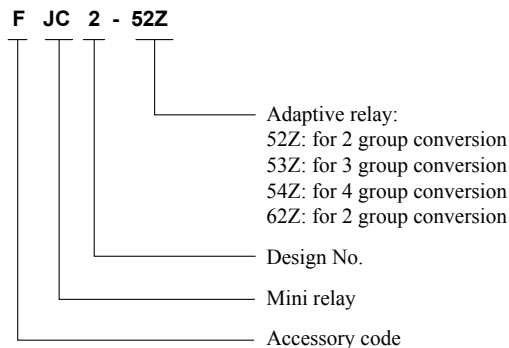 F JC 2 - 52Z
Adaptive relay:
52Z: for 2 group conversion
53Z: for 3 group conversion
54Z: for 4 group conversion
62Z: for 2 group conversion
Design No.
Mini relay
Accessory code